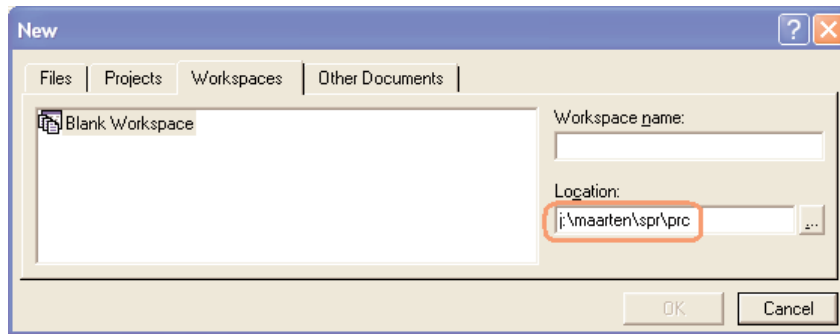 New
Files Projects Workspaces Other Documents
Blank Workspace
Workspace name:
Location:
j:\maarten\spr\prc
...
OK Cancel